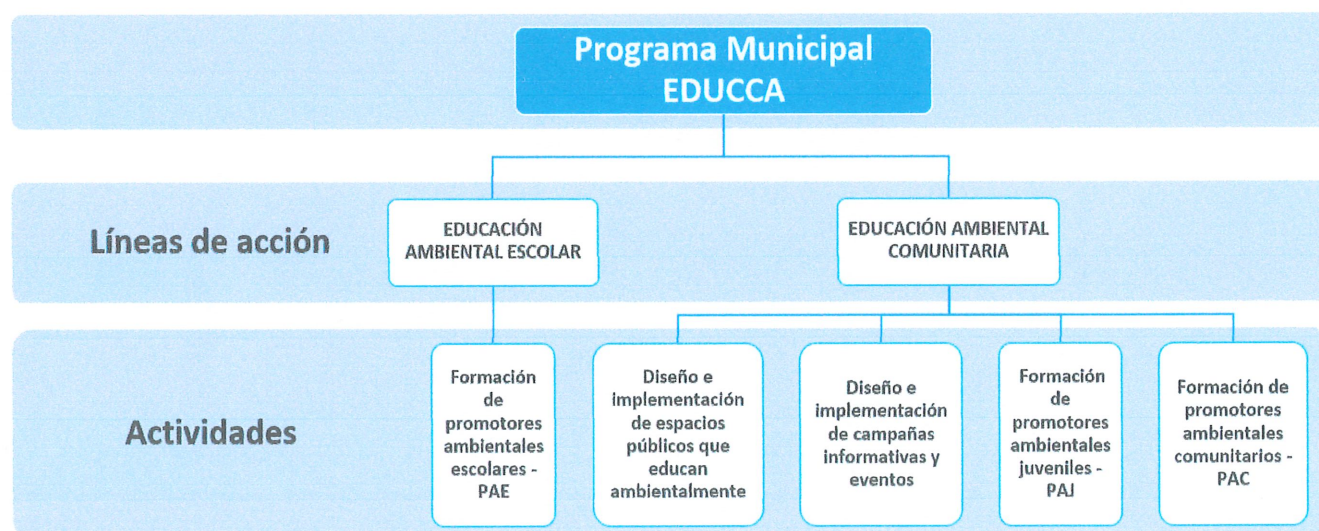 Programa Municipal
EDUCCA
Líneas de acción
EDUCACIÓN
AMBIENTAL ESCOLAR
EDUCACIÓN AMBIENTAL
COMUNITARIA
Actividades
Formación
de
promotores
ambientales
escolares -
PAE
Diseño e
implementación
de espacios
públicos que
educan
ambientalmente
Diseño e
implementación
de campañas
informativas y
eventos
Formación
de
promotores
ambientales
juveniles -
PAJ
Formación de
promotores
ambientales
comunitarios -
PAC